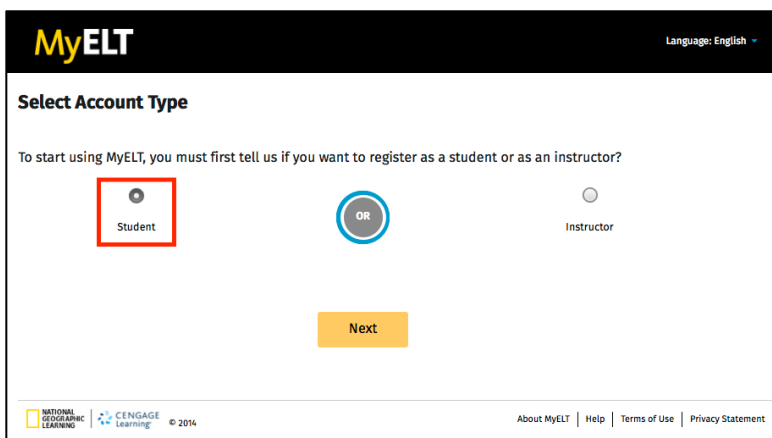 MyELT
Language: English
Select Account Type
To start using MyELT, you must first tell us if you want to register as a student or as an instructor?
Student
OR
Instructor
Next
NATIONAL
GEOGRAPHIC
LEARNING
CENGAGE
Learning
© 2014
About MyELT | Help | Terms of Use | Privacy Statement